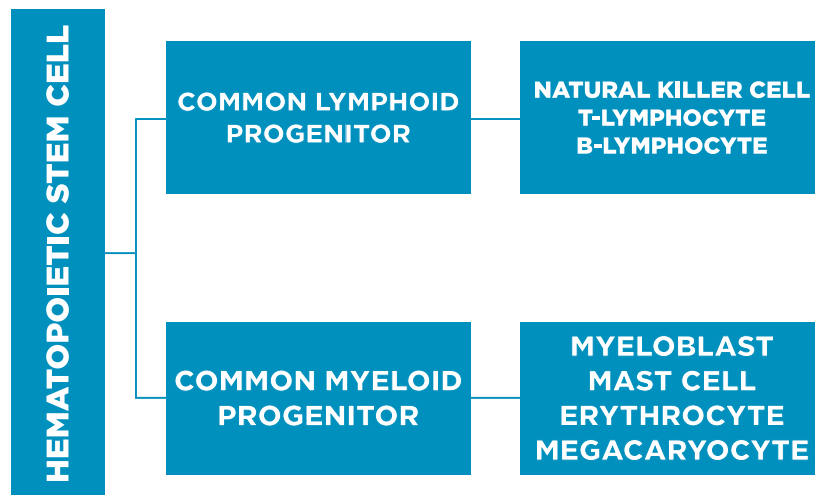 HEMATOPOIETIC STEM CELL
COMMON LYMPHOID
PROGENITOR
NATURAL KILLER CELL
T-LYMPHOCYTE
B-LYMPHOCYTE
COMMON MYELOID
PROGENITOR
MYELOBLAST
MAST CELL
ERYTHROCYTE
MEGACARYOCYTE